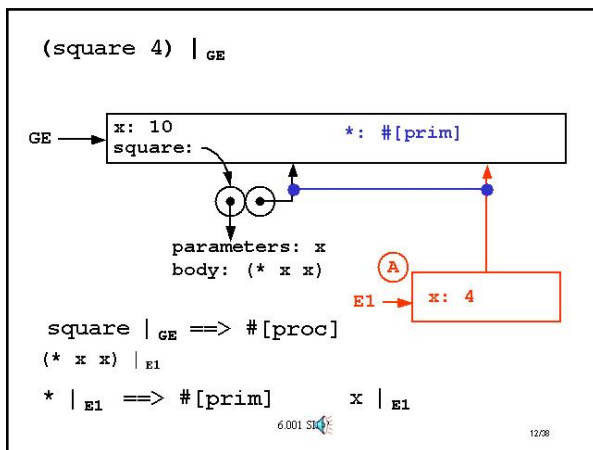 (square 4) | GE
x: 10
*: #[prim]
GE
square:
parameters: x
body: (* x x)
A
E1
x: 4
square | GE ==> #[proc]
(* x x) | E1
* | E1 ==> #[prim] x | E1
6.001 SI
12/38